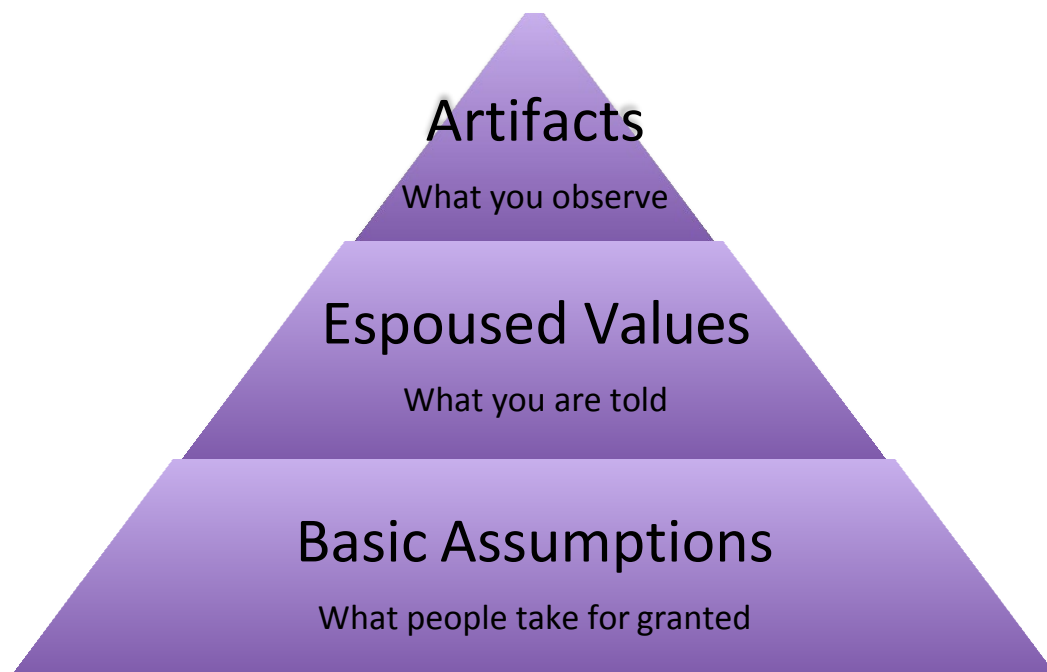 Artifacts
What you observe
Espoused Values
What you are told
Basic Assumptions
What people take for granted